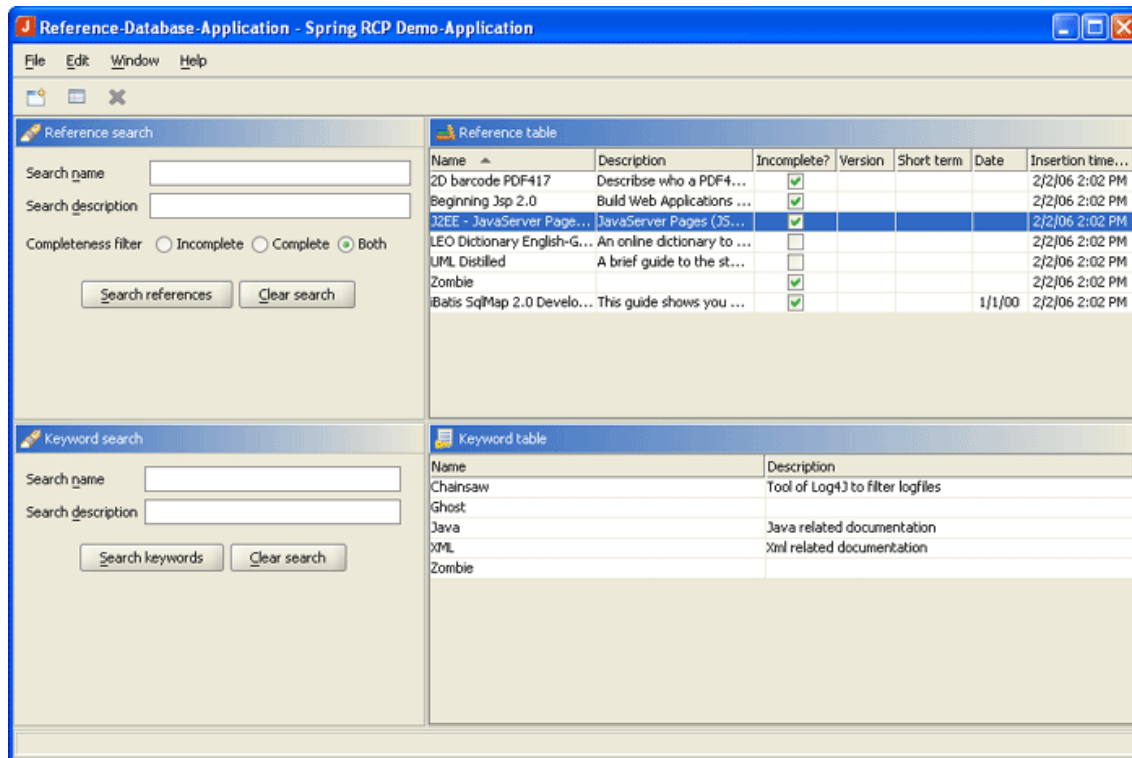 Reference-Database-Application - Spring RCP Demo-Application
File Edit Window Help
Reference search
Search name
Search description
Completeness filter Incomplete Complete Both
Search references Clear search
Reference table
Name Description Incomplete? Version Short term Date Insertion time...
2D barcode PDF417 Describse who a PDF4... 2/2/06 2:02 PM
Beginning Jsp 2.0 Build Web Applications ... 2/2/06 2:02 PM
J2EE - JavaServer Page... JavaServer Pages (JS... 2/2/06 2:02 PM
LEO Dictionary English-G... An online dictionary to ... 2/2/06 2:02 PM
UML Distilled A brief guide to the st... 2/2/06 2:02 PM
Zombie 2/2/06 2:02 PM
iBatis SqlMap 2.0 Develo... This guide shows you ... 1/1/00 2/2/06 2:02 PM
Keyword search
Search name
Search description
Search keywords Clear search
Keyword table
Name Description
Chainsaw Tool of Log4J to filter logfiles
Ghost
Java Java related documentation
XML Xml related documentation
Zombie